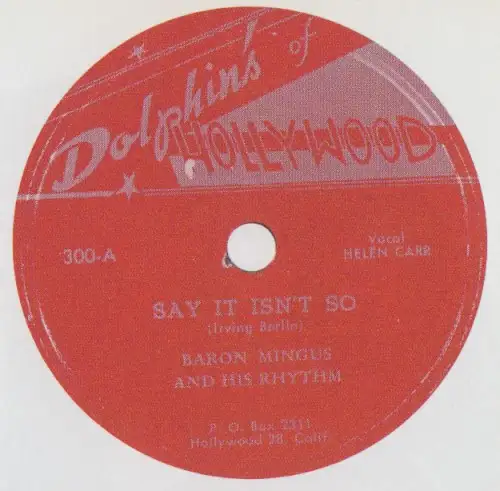 Dolphin's of
HOLLYWOOD
300-A
Vocal
HELEN CARR
SAY IT ISN'T SO
(Irving Berlin)
BARON MINGUS
AND HIS RHYTHM
P. O. Box 2311
Hollywood 28, Calif.